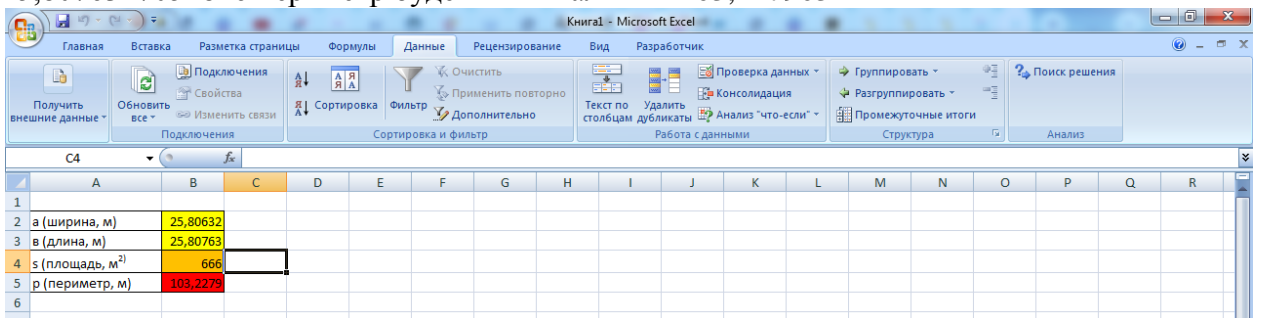 Книга1 - Microsoft Excel
Главная Вставка Разметка страницы Формулы Данные Рецензирование Вид Разработчик
Получить внешние данные
Обновить все
Подключения
Свойства
Изменить связи
Подключения
Сортировка
Фильтр
Очистить
Применить повторно
Дополнительно
Сортировка и фильтр
Текст по столбцам
Удалить дубликаты
Проверка данных
Консолидация
Анализ "что-если"
Работа с данными
Группировать
Разгруппировать
Промежуточные итоги
Структура
Поиск решения
Анализ
C4 fx
A B C D E F G H I J K L M N O P Q R
1
2 а (ширина, м) 25,80632
3 в (длина, м) 25,80763
4 s (площадь, м2) 666
5 р (периметр, м) 103,2279
6